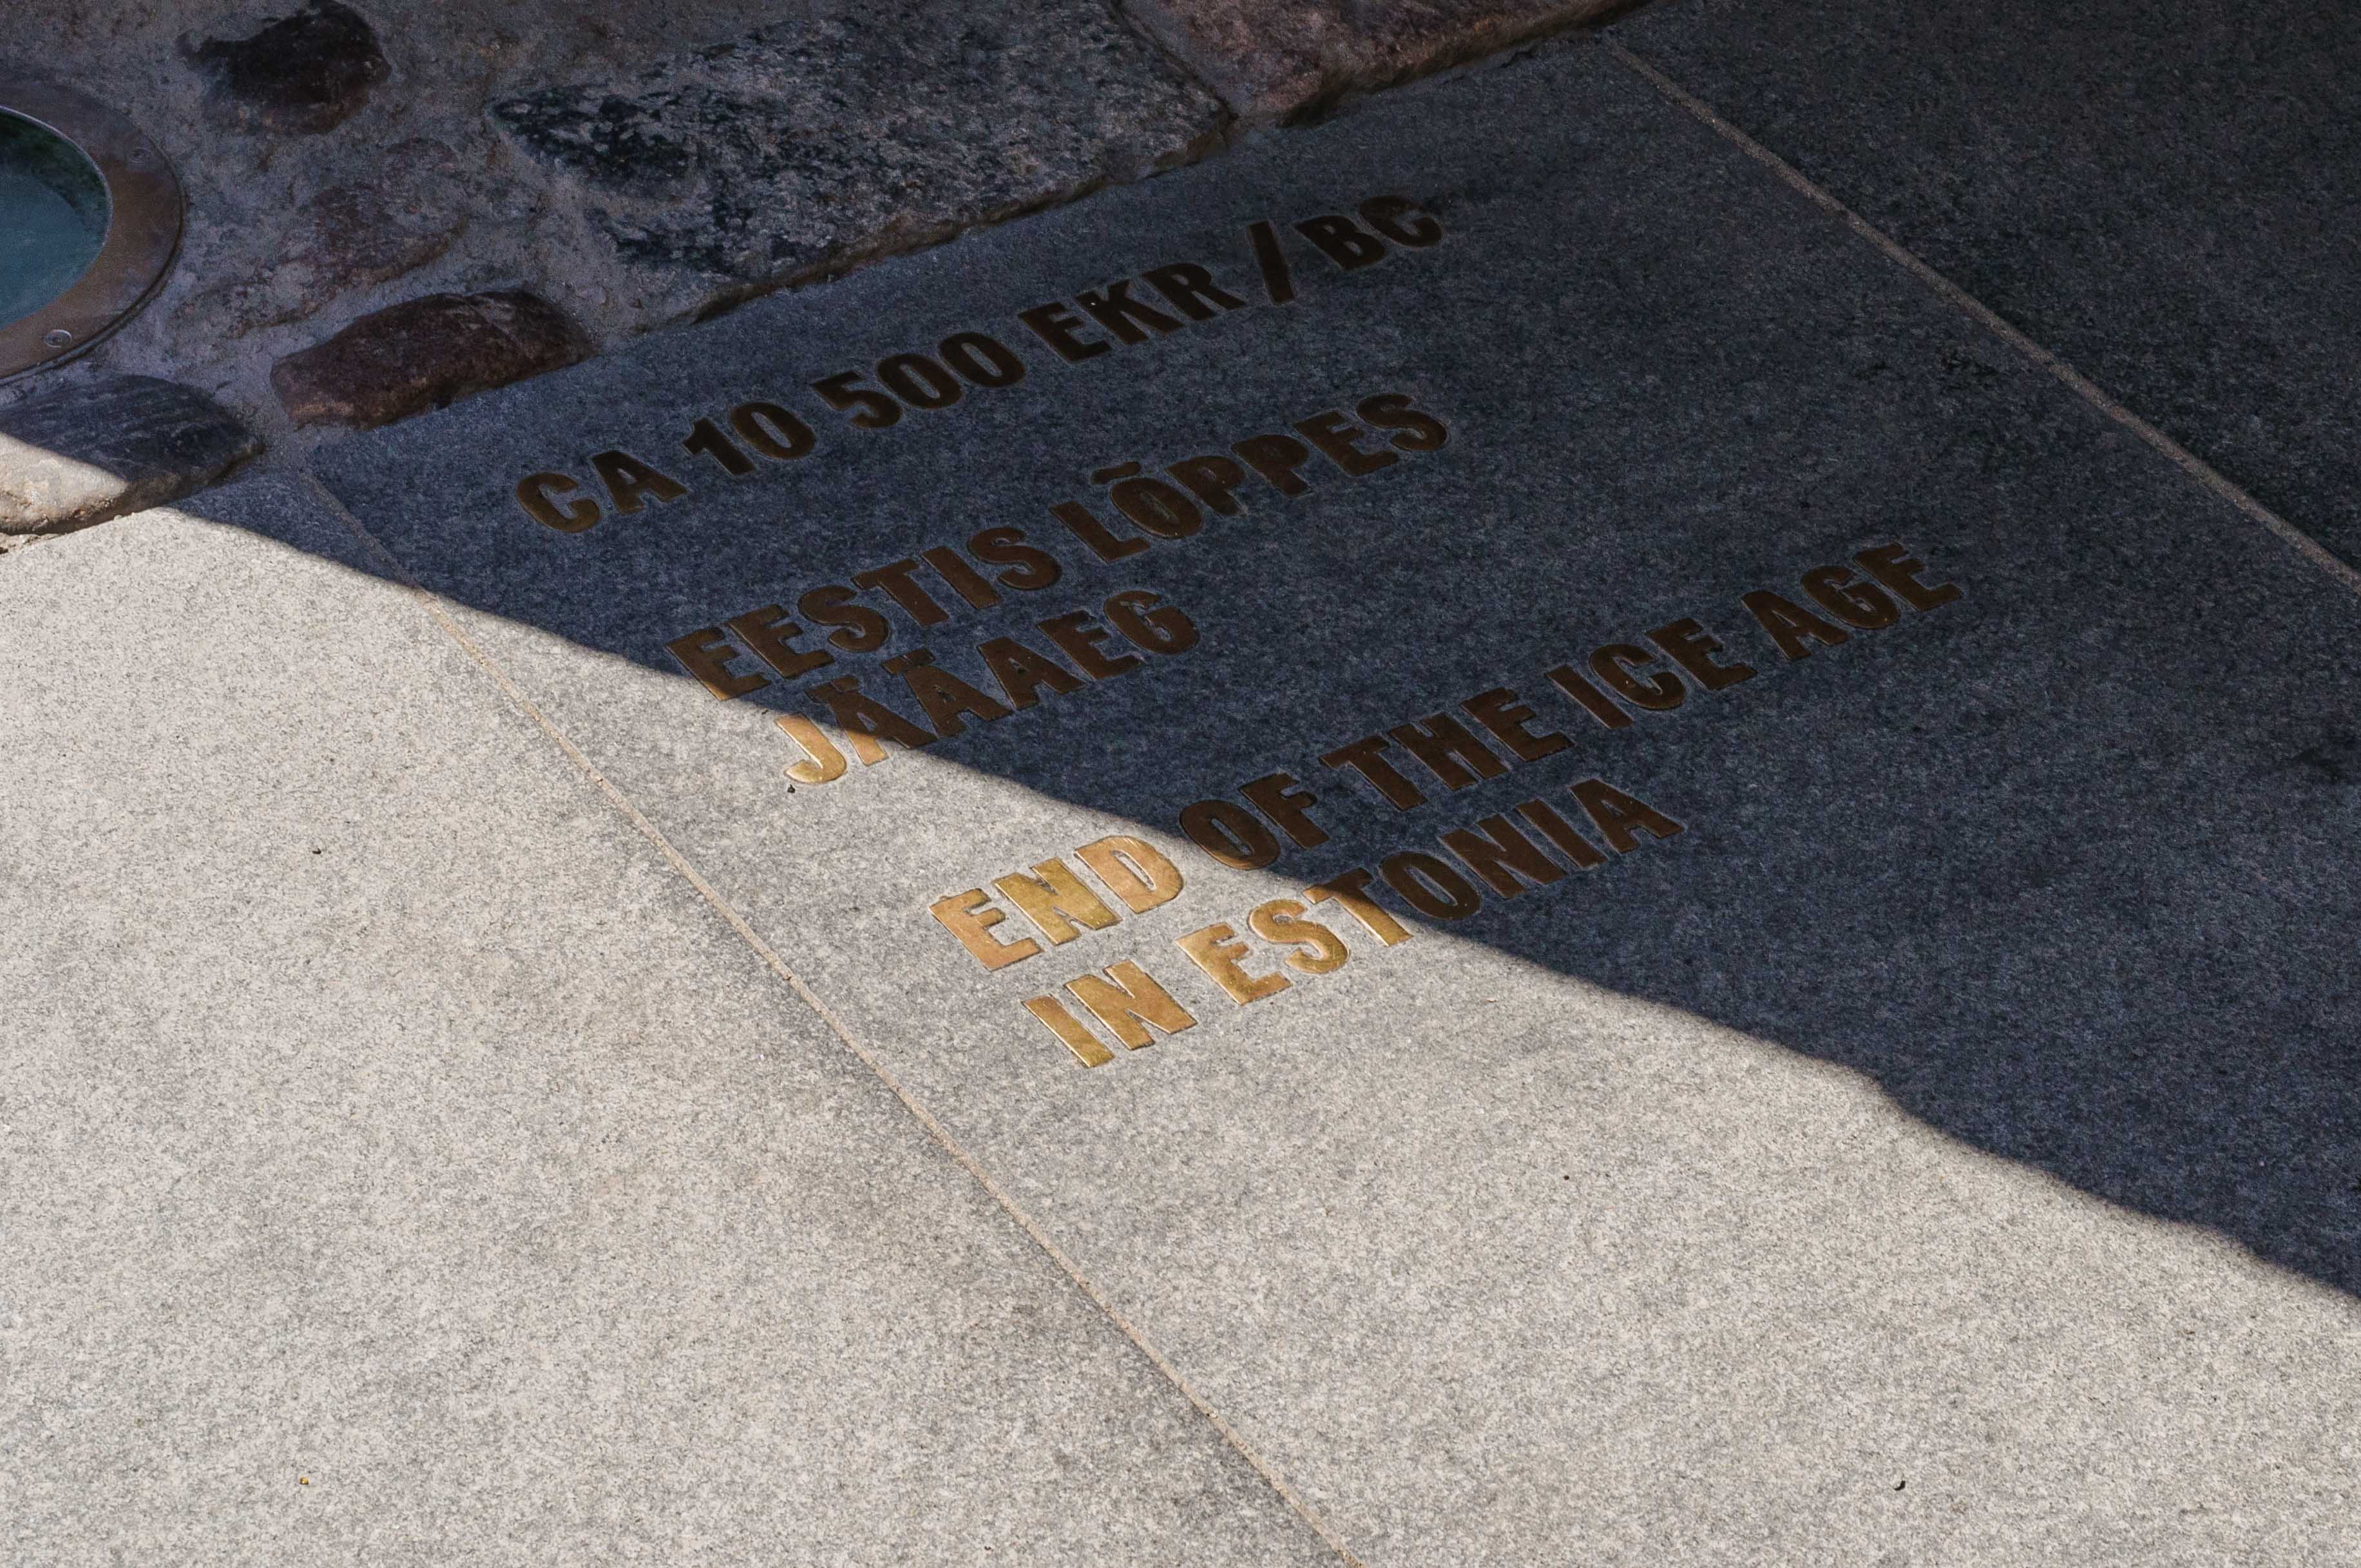 CA 10 500 EKR / BC
EESTIS LÕPPES
JÄÄAEG
END OF THE ICE AGE
IN ESTONIA